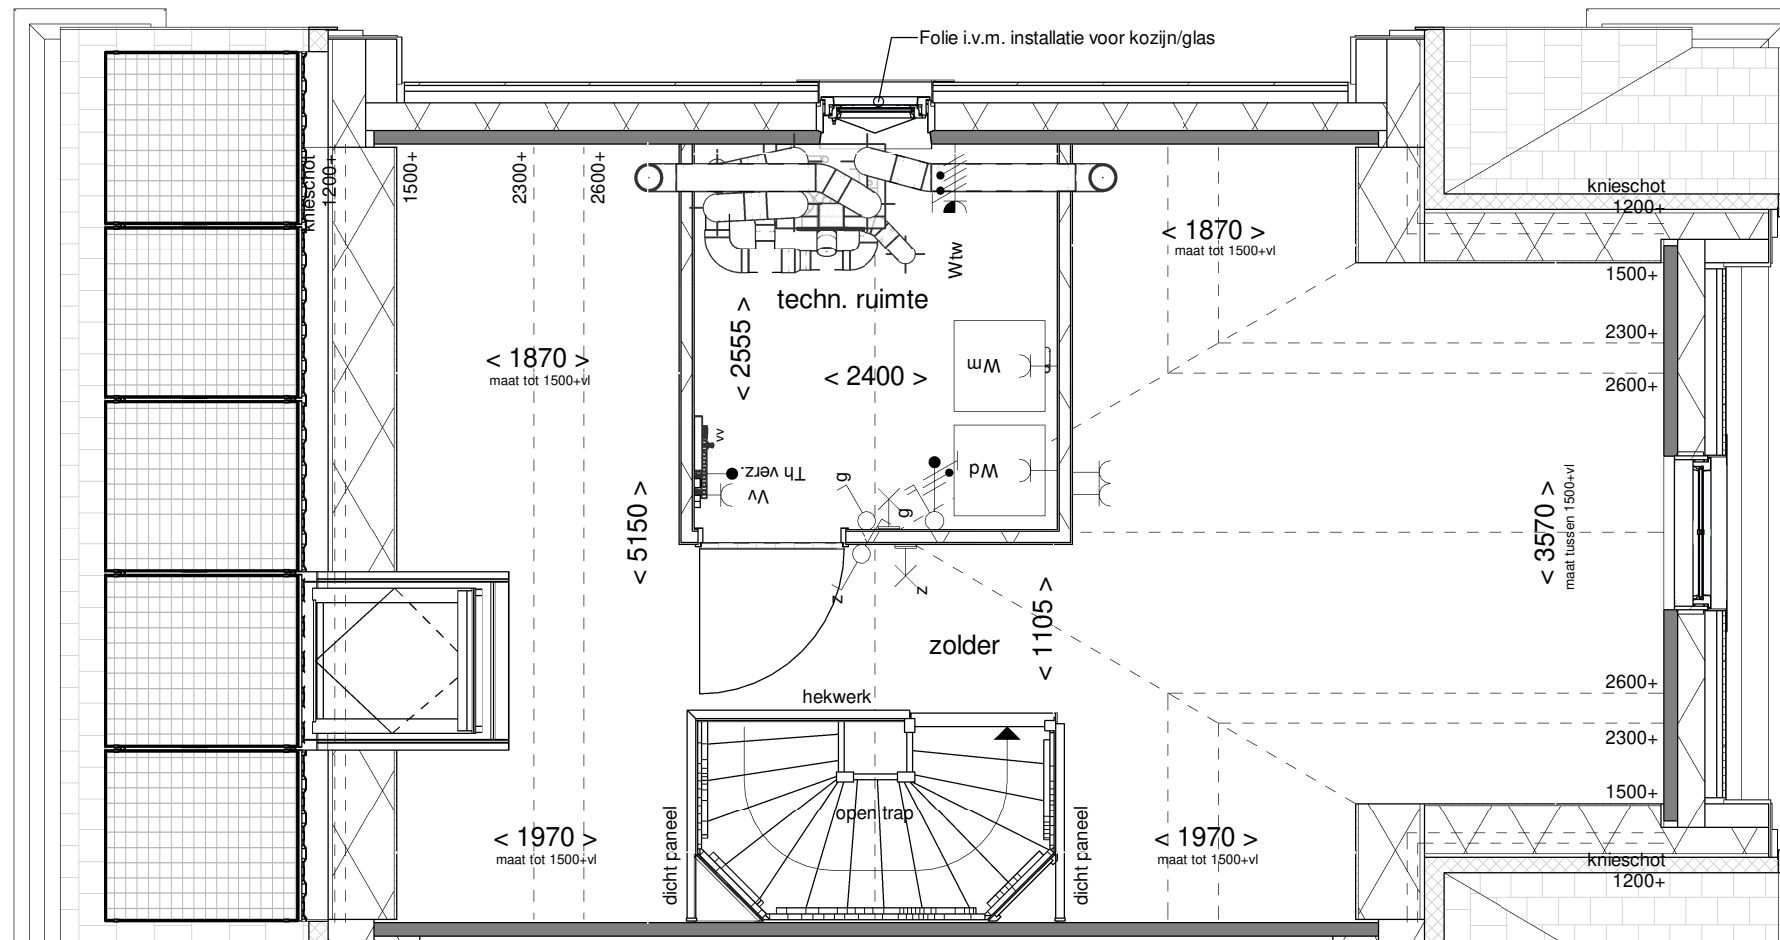 Folie i.v.m. installatie voor kozijn/glas
knieschot
1200+
1500+
2300+
2600+
knieschot
1200+
< 1870 >
maat tot 1500+vl
Wtw
techn. ruimte
1500+
2300+
2600+
< 1870 >
maat tot 1500+vl
< 2555 >
< 2400 >
Wm
vv
Th verz.
Vv
g
g
Wd
< 5150 >
z
z
< 3570 >
maat tussen 1500+vl
< 1105 >
zolder
hekwerk
2600+
2300+
1500+
open trap
dicht paneel
dicht paneel
< 1970 >
maat tot 1500+vl
< 1970 >
maat tot 1500+vl
knieschot
1200+